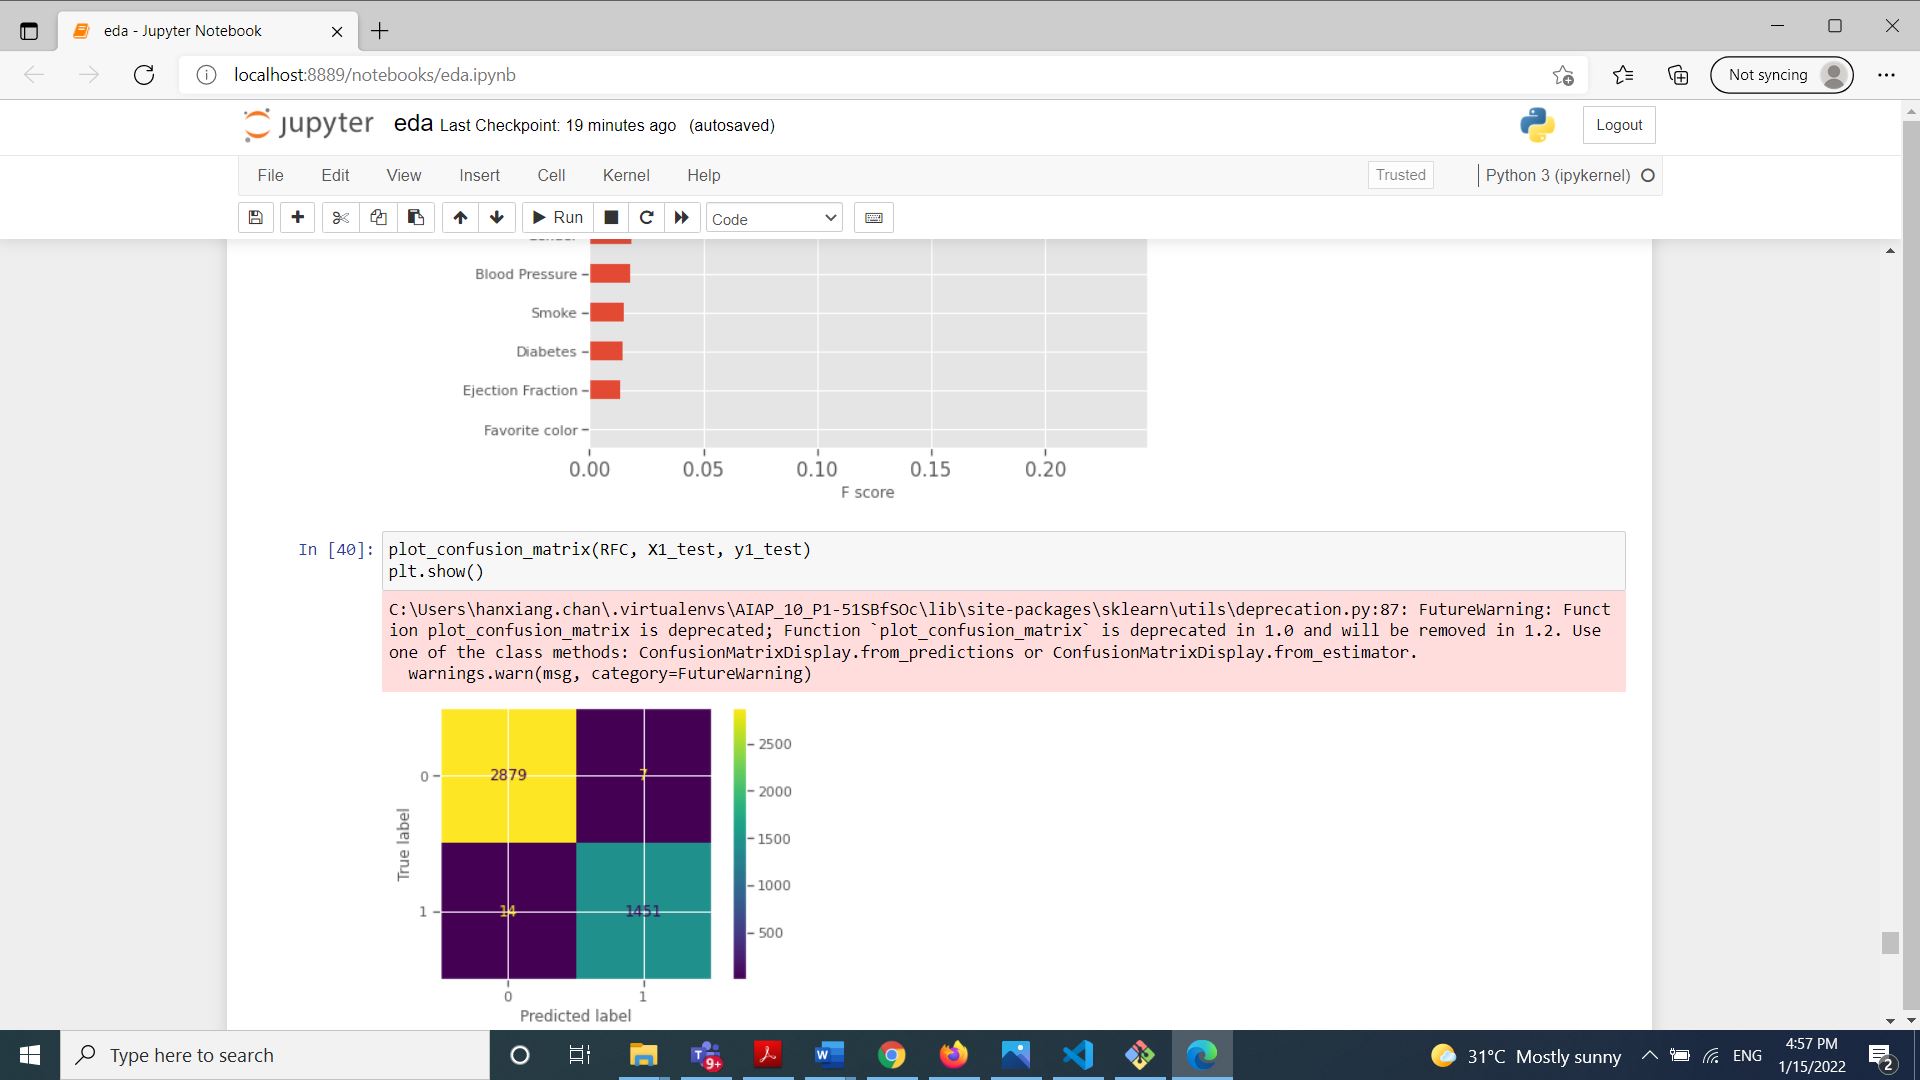 eda - Jupyter Notebook
localhost:8889/notebooks/eda.ipynb
Not syncing
jupyter eda Last Checkpoint: 19 minutes ago (autosaved)
Logout
File Edit View Insert Cell Kernel Help
Trusted
Python 3 (ipykernel)
Run
Code
Blood Pressure
Smoke
Diabetes
Ejection Fraction
Favorite color
0.00 0.05 0.10 0.15 0.20
F score
In [40]: plot_confusion_matrix(RFC, X1_test, y1_test)
plt.show()
C:\Users\hanxiang.chan\.virtualenvs\AIAP_10_P1-51SBfSOc\lib\site-packages\sklearn\utils\deprecation.py:87: FutureWarning: Funct
ion plot_confusion_matrix is deprecated; Function `plot_confusion_matrix` is deprecated in 1.0 and will be removed in 1.2. Use
one of the class methods: ConfusionMatrixDisplay.from_predictions or ConfusionMatrixDisplay.from_estimator.
warnings.warn(msg, category=FutureWarning)
2500
0 2879 7
2000
1500
True label
1000
1 14 1451
500
0 1
Predicted label
Type here to search
9+
31°C Mostly sunny
ENG
4:57 PM
1/15/2022
2